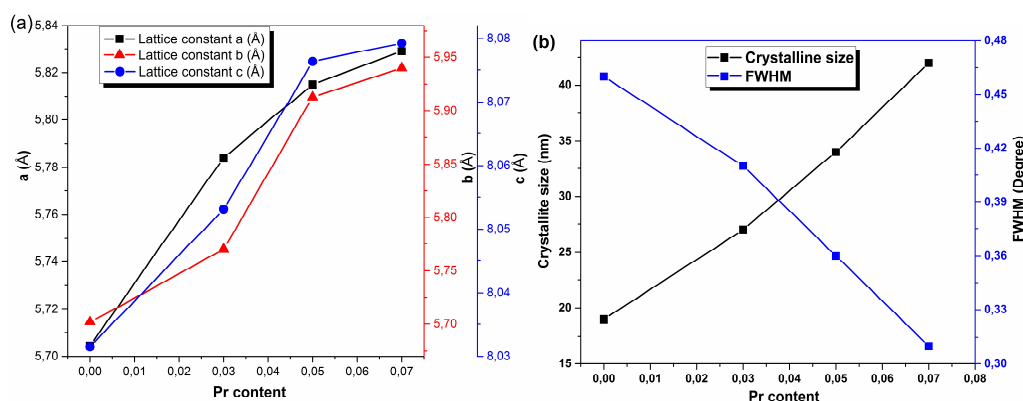 (a)
Lattice constant a (Å)
Lattice constant b (Å)
Lattice constant c (Å)
5,84
5,82
5,80
5,78
5,76
5,74
5,72
5,70
a (Å)
0,00 0,01 0,02 0,03 0,04 0,05 0,06 0,07
Pr content
5,95
5,90
5,85
5,80
5,75
5,70
b (Å)
8,08
8,07
8,06
8,05
8,04
8,03
c (Å)
(b)
Crystalline size
FWHM
40
35
30
25
20
15
Crystallite size (nm)
0,00 0,01 0,02 0,03 0,04 0,05 0,06 0,07 0,08
Pr content
0,48
0,45
0,42
0,39
0,36
0,33
0,30
FWHM (Degree)